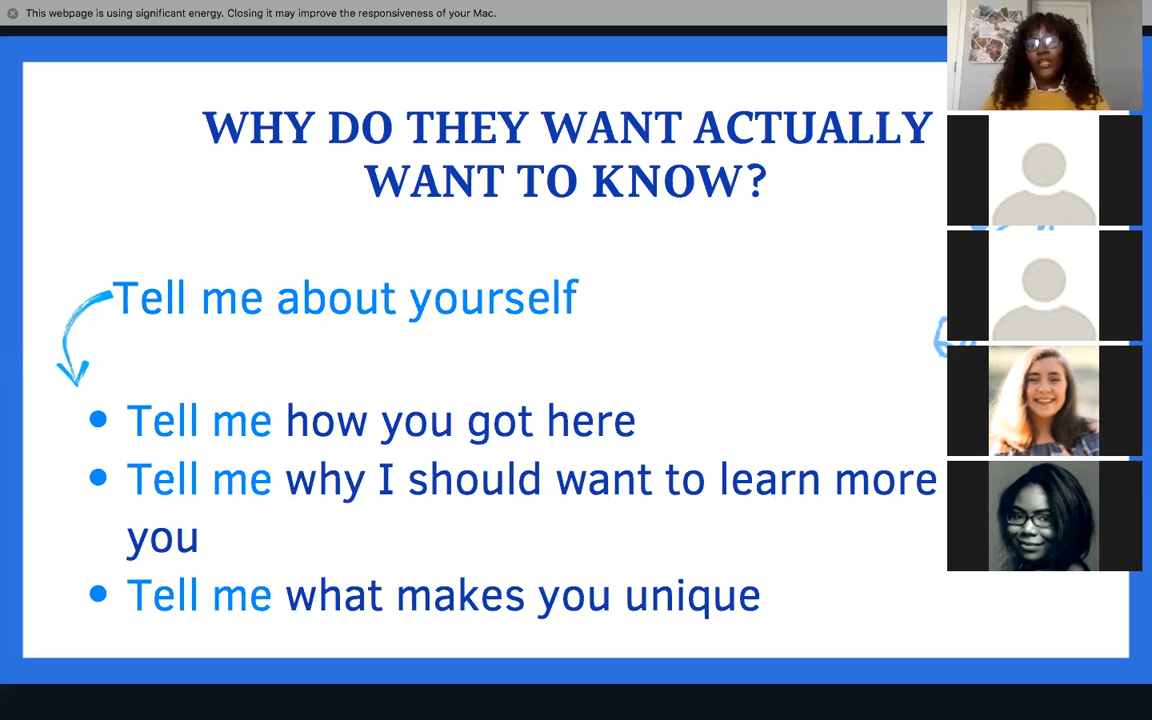 This webpage is using significant energy. Closing it may improve the responsiveness of your Mac.
WHY DO THEY WANT ACTUALLY
WANT TO KNOW?
Tell me about yourself
• Tell me how you got here
• Tell me why I should want to learn more
you
• Tell me what makes you unique